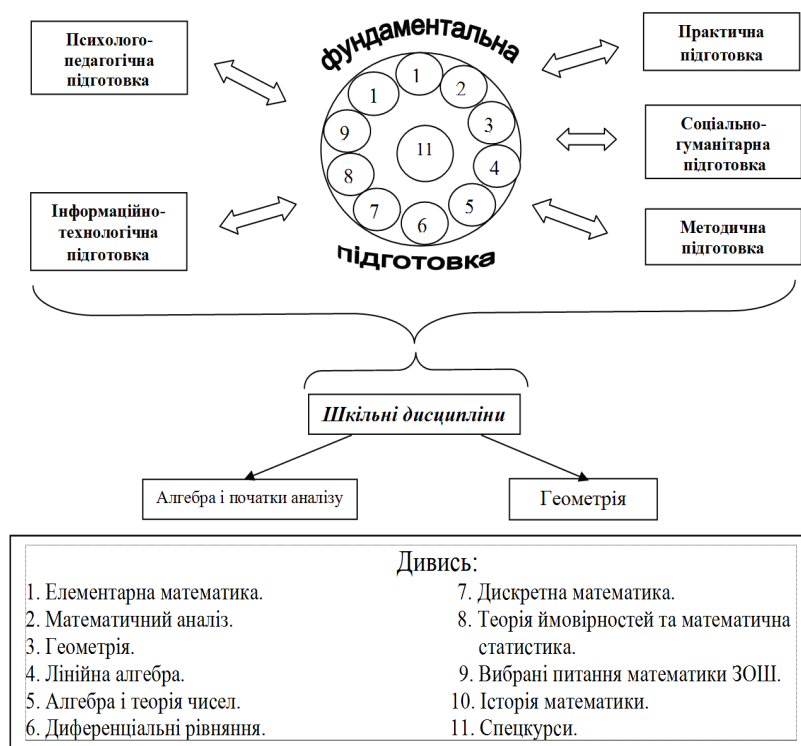 Психолого-
педагогічна
підготовка
фундаментальна
Практична
підготовка
1
1
2
3
4
5
6
7
8
9
11
Соціально-
гуманітарна
підготовка
Інформаційно-
технологічна
підготовка
Методична
підготовка
підготовка
Шкільні дисципліни
Алгебра і початки аналізу
Геометрія
Дивись:
1. Елементарна математика.
2. Математичний аналіз.
3. Геометрія.
4. Лінійна алгебра.
5. Алгебра і теорія чисел.
6. Диференціальні рівняння.
7. Дискретна математика.
8. Теорія ймовірностей та математична
статистика.
9. Вибрані питання математики ЗОШ.
10. Історія математики.
11. Спецкурси.